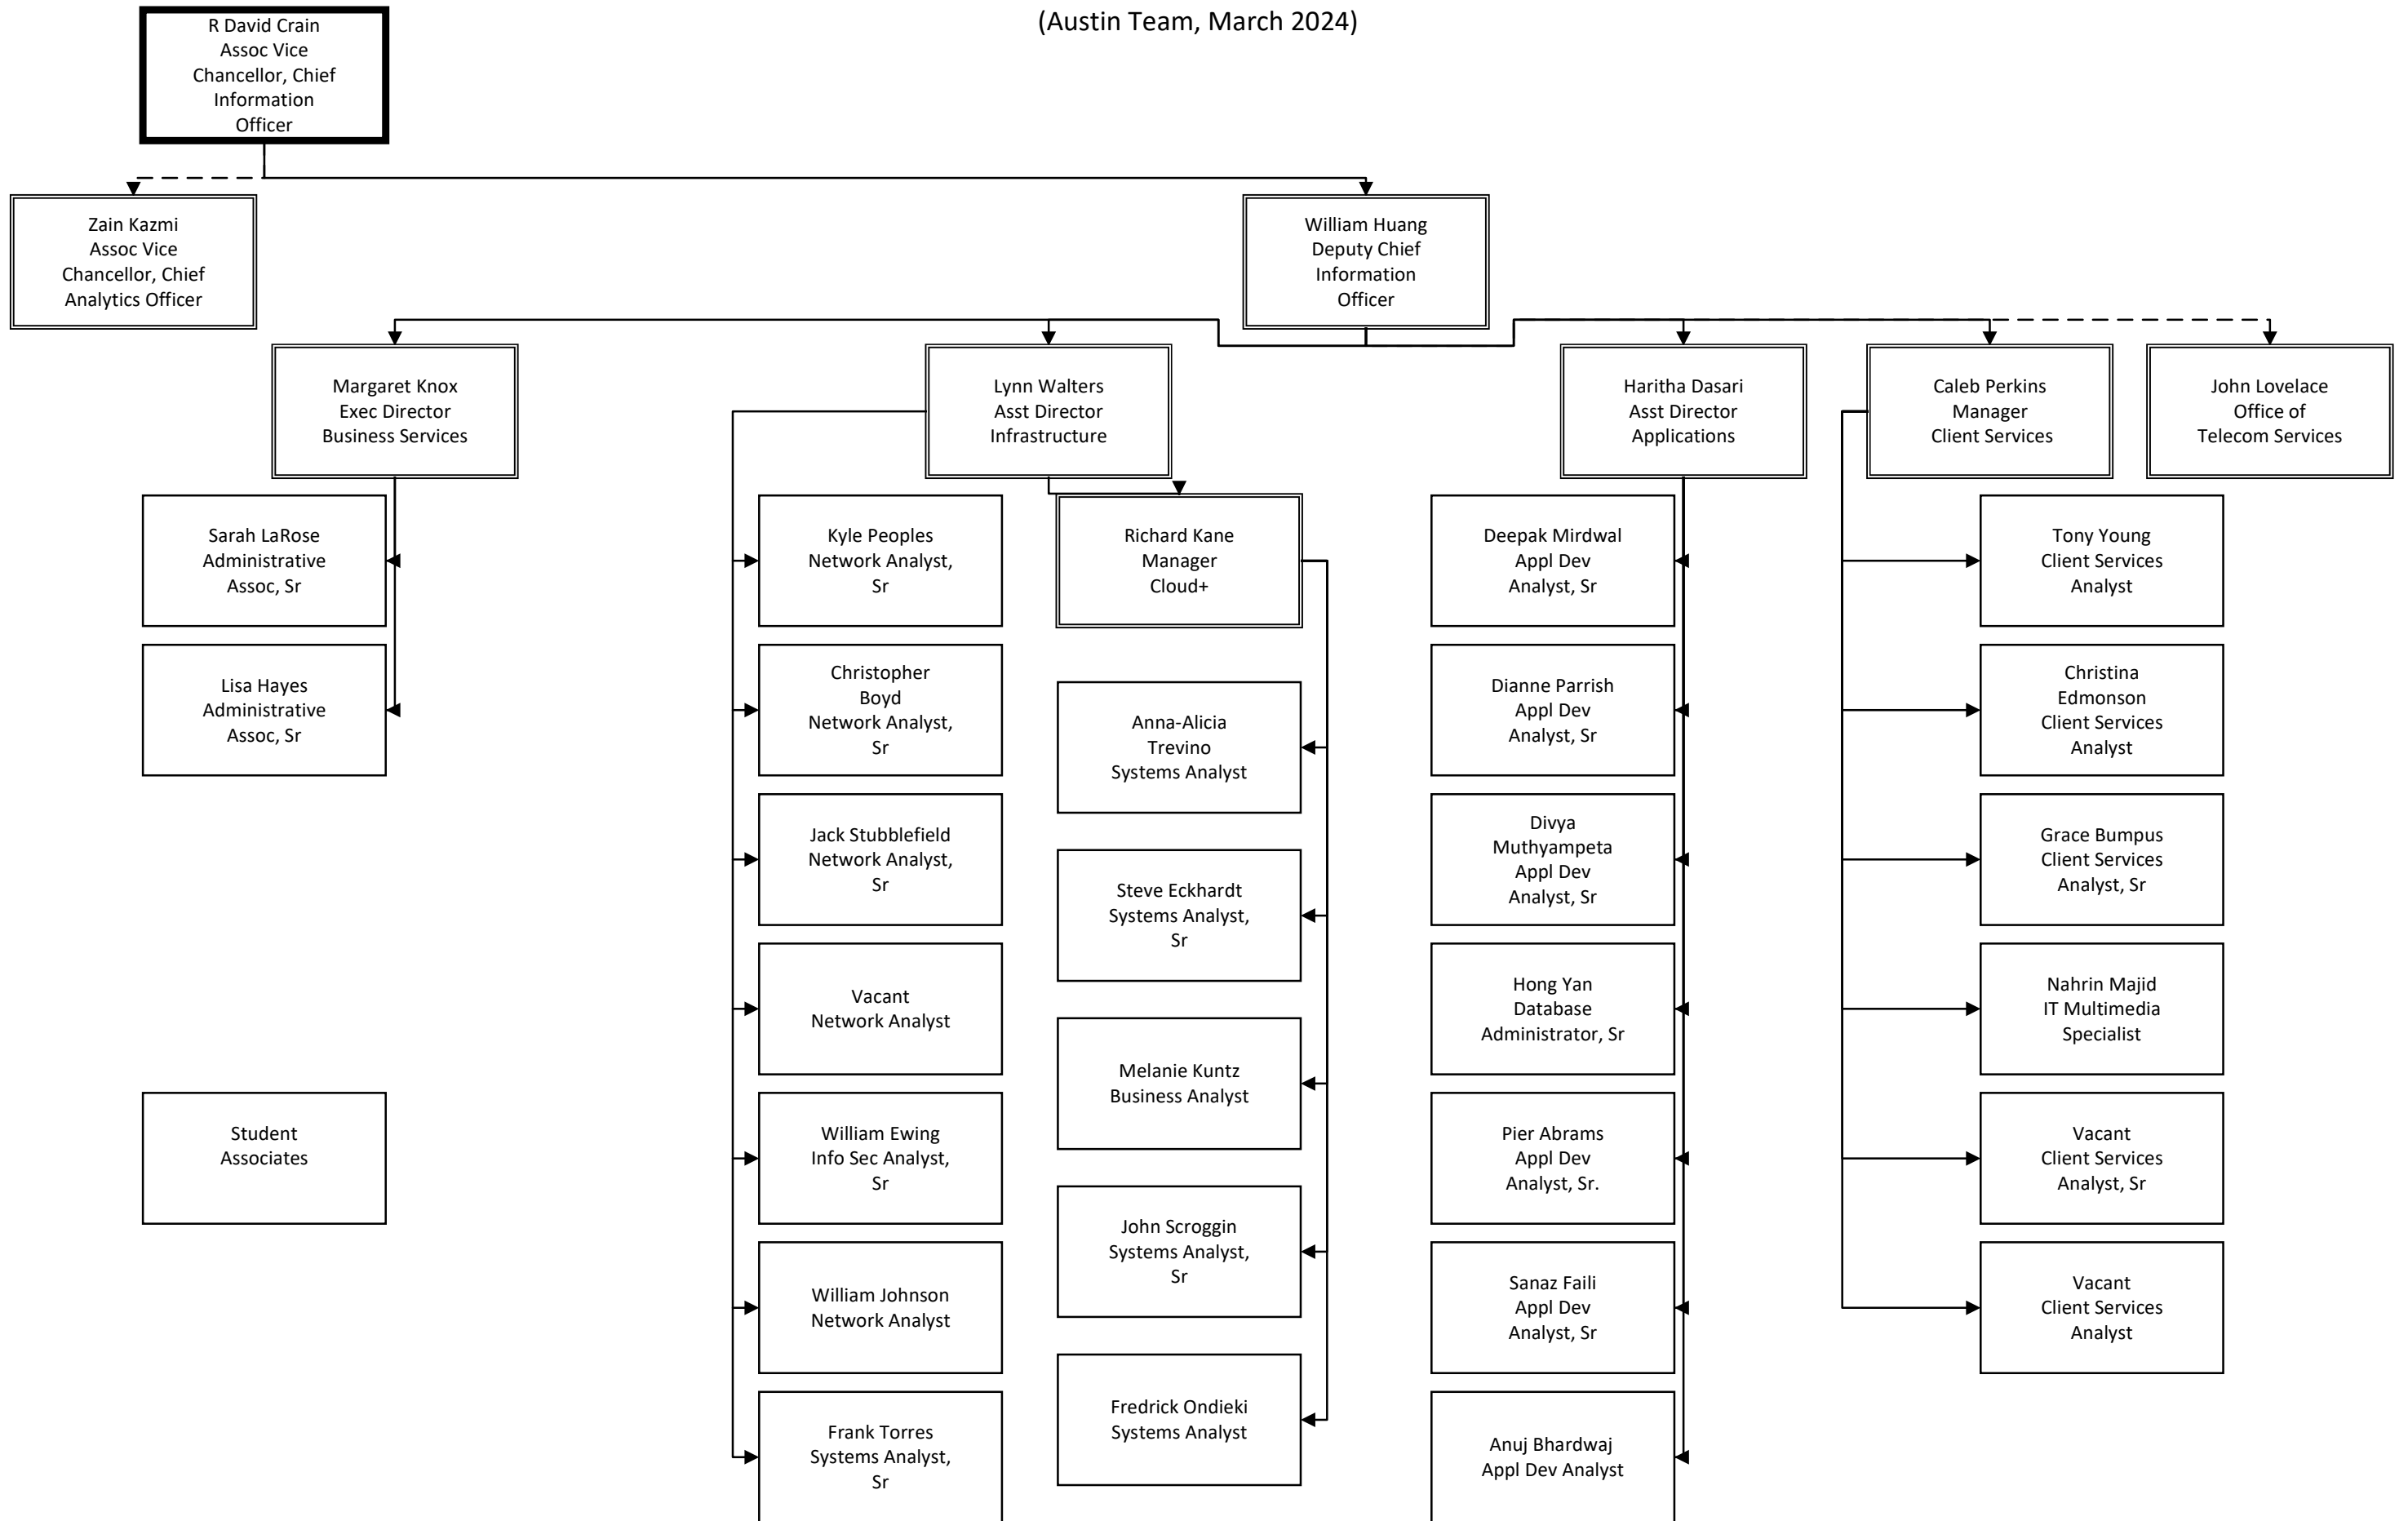 (Austin Team, March 2024)
R David Crain
Assoc Vice
Chancellor, Chief
Information
Officer
Zain Kazmi
Assoc Vice
Chancellor, Chief
Analytics Officer
William Huang
Deputy Chief
Information
Officer
Margaret Knox
Exec Director
Business Services
Lynn Walters
Asst Director
Infrastructure
Haritha Dasari
Asst Director
Applications
Caleb Perkins
Manager
Client Services
John Lovelace
Office of
Telecom Services
Sarah LaRose
Administrative
Assoc, Sr
Lisa Hayes
Administrative
Assoc, Sr
Student
Associates
Kyle Peoples
Network Analyst,
Sr
Christopher
Boyd
Network Analyst,
Sr
Jack Stubblefield
Network Analyst,
Sr
Vacant
Network Analyst
William Ewing
Info Sec Analyst,
Sr
William Johnson
Network Analyst
Frank Torres
Systems Analyst,
Sr
Richard Kane
Manager
Cloud+
Anna-Alicia
Trevino
Systems Analyst
Steve Eckhardt
Systems Analyst,
Sr
Melanie Kuntz
Business Analyst
John Scroggin
Systems Analyst,
Sr
Fredrick Ondieki
Systems Analyst
Deepak Mirdwal
Appl Dev
Analyst, Sr
Dianne Parrish
Appl Dev
Analyst, Sr
Divya
Muthyampeta
Appl Dev
Analyst, Sr
Hong Yan
Database
Administrator, Sr
Pier Abrams
Appl Dev
Analyst, Sr.
Sanaz Faili
Appl Dev
Analyst, Sr
Anuj Bhardwaj
Appl Dev Analyst
Tony Young
Client Services
Analyst
Christina
Edmonson
Client Services
Analyst
Grace Bumpus
Client Services
Analyst, Sr
Nahrin Majid
IT Multimedia
Specialist
Vacant
Client Services
Analyst, Sr
Vacant
Client Services
Analyst